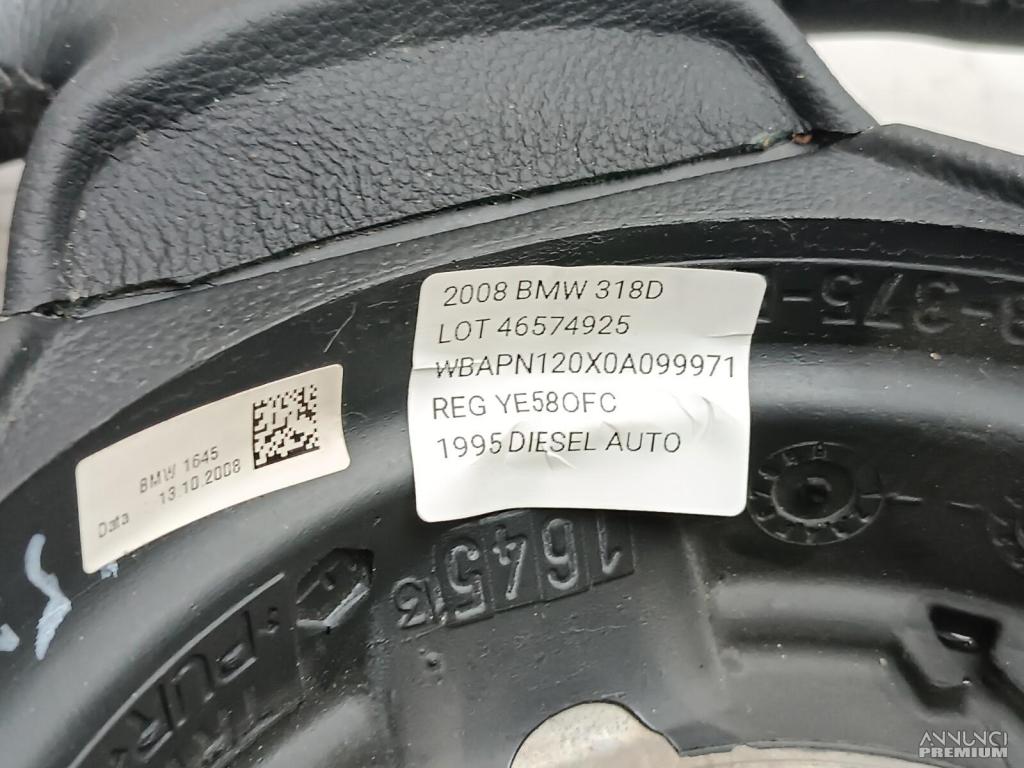 2008 BMW 318D
LOT 46574925
WBAPN120X0A099971
REG YE58OFC
1995 DIESEL AUTO
BMW 1645
Data 13.10.2008
164513
ANNUNCI
PREMIUM